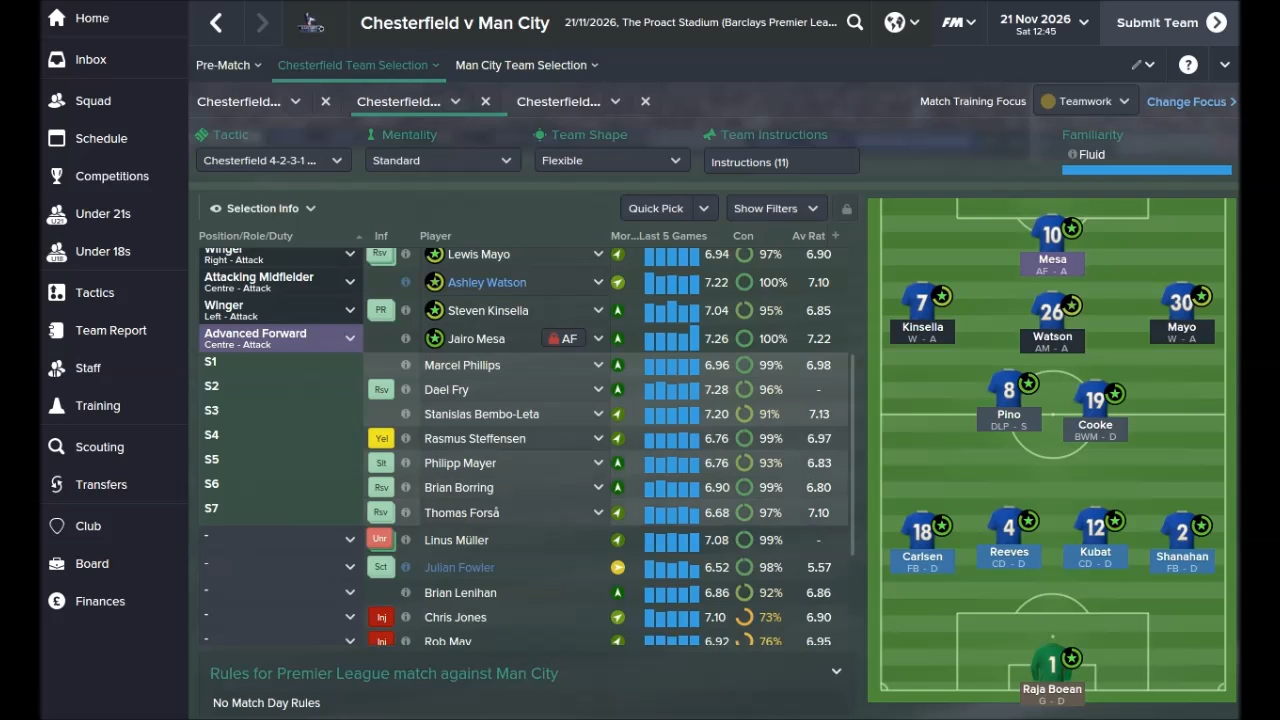 Home
Inbox
Squad
Schedule
Competitions
Under 21s
Under 18s
Tactics
Team Report
Staff
Training
Scouting
Transfers
Club
Board
Finances
Chesterfield v Man City
21/11/2026, The Proact Stadium (Barclays Premier Lea...
FM
21 Nov 2026
Sat 12:45
Submit Team
Pre-Match
Chesterfield Team Selection
Man City Team Selection
?
Chesterfield...
Chesterfield...
Chesterfield...
Match Training Focus
Teamwork
Change Focus
Tactic
Mentality
Team Shape
Team Instructions
Familiarity
Chesterfield 4-2-3-1 ...
Standard
Flexible
Instructions (11)
Fluid
Selection Info
Quick Pick
Show Filters
Position/Role/Duty Inf Player Mor... Last 5 Games Con Av Rat
Winger
Right - Attack
Rsv Lewis Mayo 6.94 97% 6.90
Attacking Midfielder
Centre - Attack
Ashley Watson 7.22 100% 7.10
Winger
Left - Attack
PR Steven Kinsella 7.04 95% 6.85
Advanced Forward
Centre - Attack
Jairo Mesa AF 7.26 100% 7.22
S1 Marcel Phillips 6.96 99% 6.98
S2 Rsv Dael Fry 7.28 96% -
S3 Stanislas Bembo-Leta 7.20 91% 7.13
S4 Yel Rasmus Steffensen 6.76 99% 6.97
S5 Slt Philipp Mayer 6.76 93% 6.83
S6 Rsv Brian Borring 6.90 99% 6.80
S7 Rsv Thomas Forså 6.68 97% 7.10
- Unr Linus Müller 7.08 99% -
- Sct Julian Fowler 6.52 98% 5.57
- Brian Lenihan 6.86 92% 6.86
- Inj Chris Jones 7.10 73% 6.90
- Inj Rob May 6.92 76% 6.95
Rules for Premier League match against Man City
No Match Day Rules
10
Mesa
AF - A
7
Kinsella
W - A
26
Watson
AM - A
30
Mayo
W - A
8
Pino
DLP - S
19
Cooke
BWM - D
18
Carlsen
FB - D
4
Reeves
CD - D
12
Kubat
CD - D
2
Shanahan
FB - D
1
Raja Boean
G - D